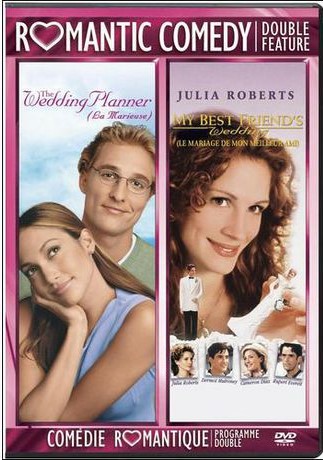 ROMANTIC COMEDY
DOUBLE
FEATURE
The
Wedding Planner
(La Marieuse)
JULIA ROBERTS
MY BEST FRIEND'S
Wedding
(LE MARIAGE DE MON MEILLEUR AMI)
Julia Roberts
Dermot Mulroney
Cameron Diaz
Rupert Everett
COMÉDIE ROMANTIQUE
PROGRAMME
DOUBLE
DVD
VIDEO